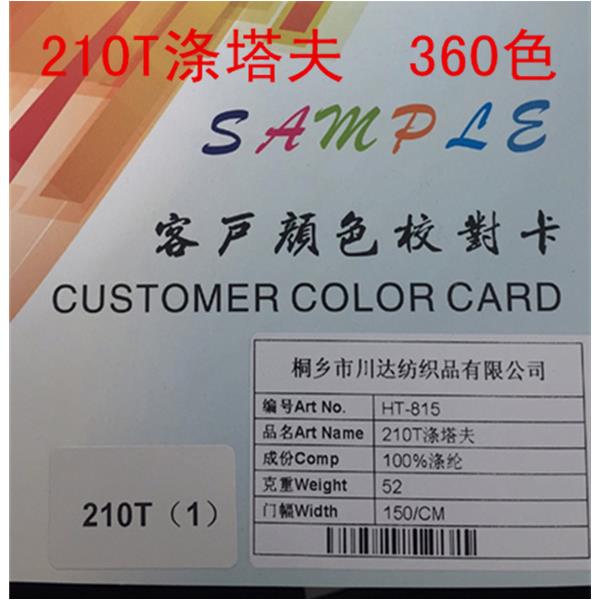 210T涤塔夫 360色
SAMPLE
客戸顔色校對卡
CUSTOMER COLOR CARD
桐乡市川达纺织品有限公司
编号Art No. HT-815
品名Art Name 210T涤塔夫
成份Comp 100%涤纶
克重Weight 52
门幅Width 150/CM
210T（1）